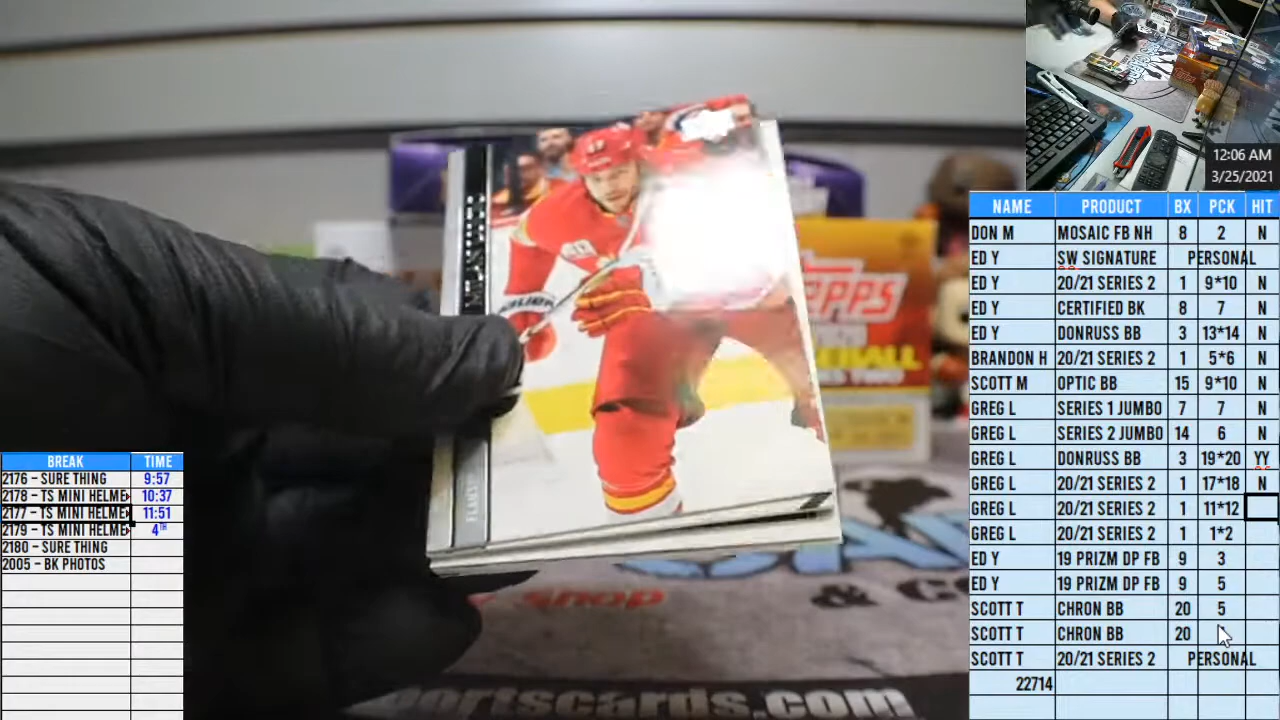 12:06 AM
3/25/2021
NAME PRODUCT BX PCK HIT
DON M MOSAIC FB NH 8 2 N
ED Y SW SIGNATURE PERSONAL
ED Y 20/21 SERIES 2 1 9*10 N
ED Y CERTIFIED BK 8 7 N
ED Y DONRUSS BB 3 13*14 N
BRANDON H 20/21 SERIES 2 1 5*6 N
SCOTT M OPTIC BB 15 9*10 N
GREG L SERIES 1 JUMBO 7 7 N
GREG L SERIES 2 JUMBO 14 6 N
GREG L DONRUSS BB 3 19*20 YY
GREG L 20/21 SERIES 2 1 17*18 N
GREG L 20/21 SERIES 2 1 11*12
GREG L 20/21 SERIES 2 1 1*2
ED Y 19 PRIZM DP FB 9 3
ED Y 19 PRIZM DP FB 9 5
SCOTT T CHRON BB 20 5
SCOTT T CHRON BB 20
SCOTT T 20/21 SERIES 2 PERSONAL
22714
BREAK TIME
2176 – SURE THING 9:57
2178 – TS MINI HELME 10:37
2177 – TS MINI HELME 11:51
2179 – TS MINI HELME 4TH
2180 – SURE THING
2005 – BK PHOTOS
TOPPS
shop
& C
portscards.com